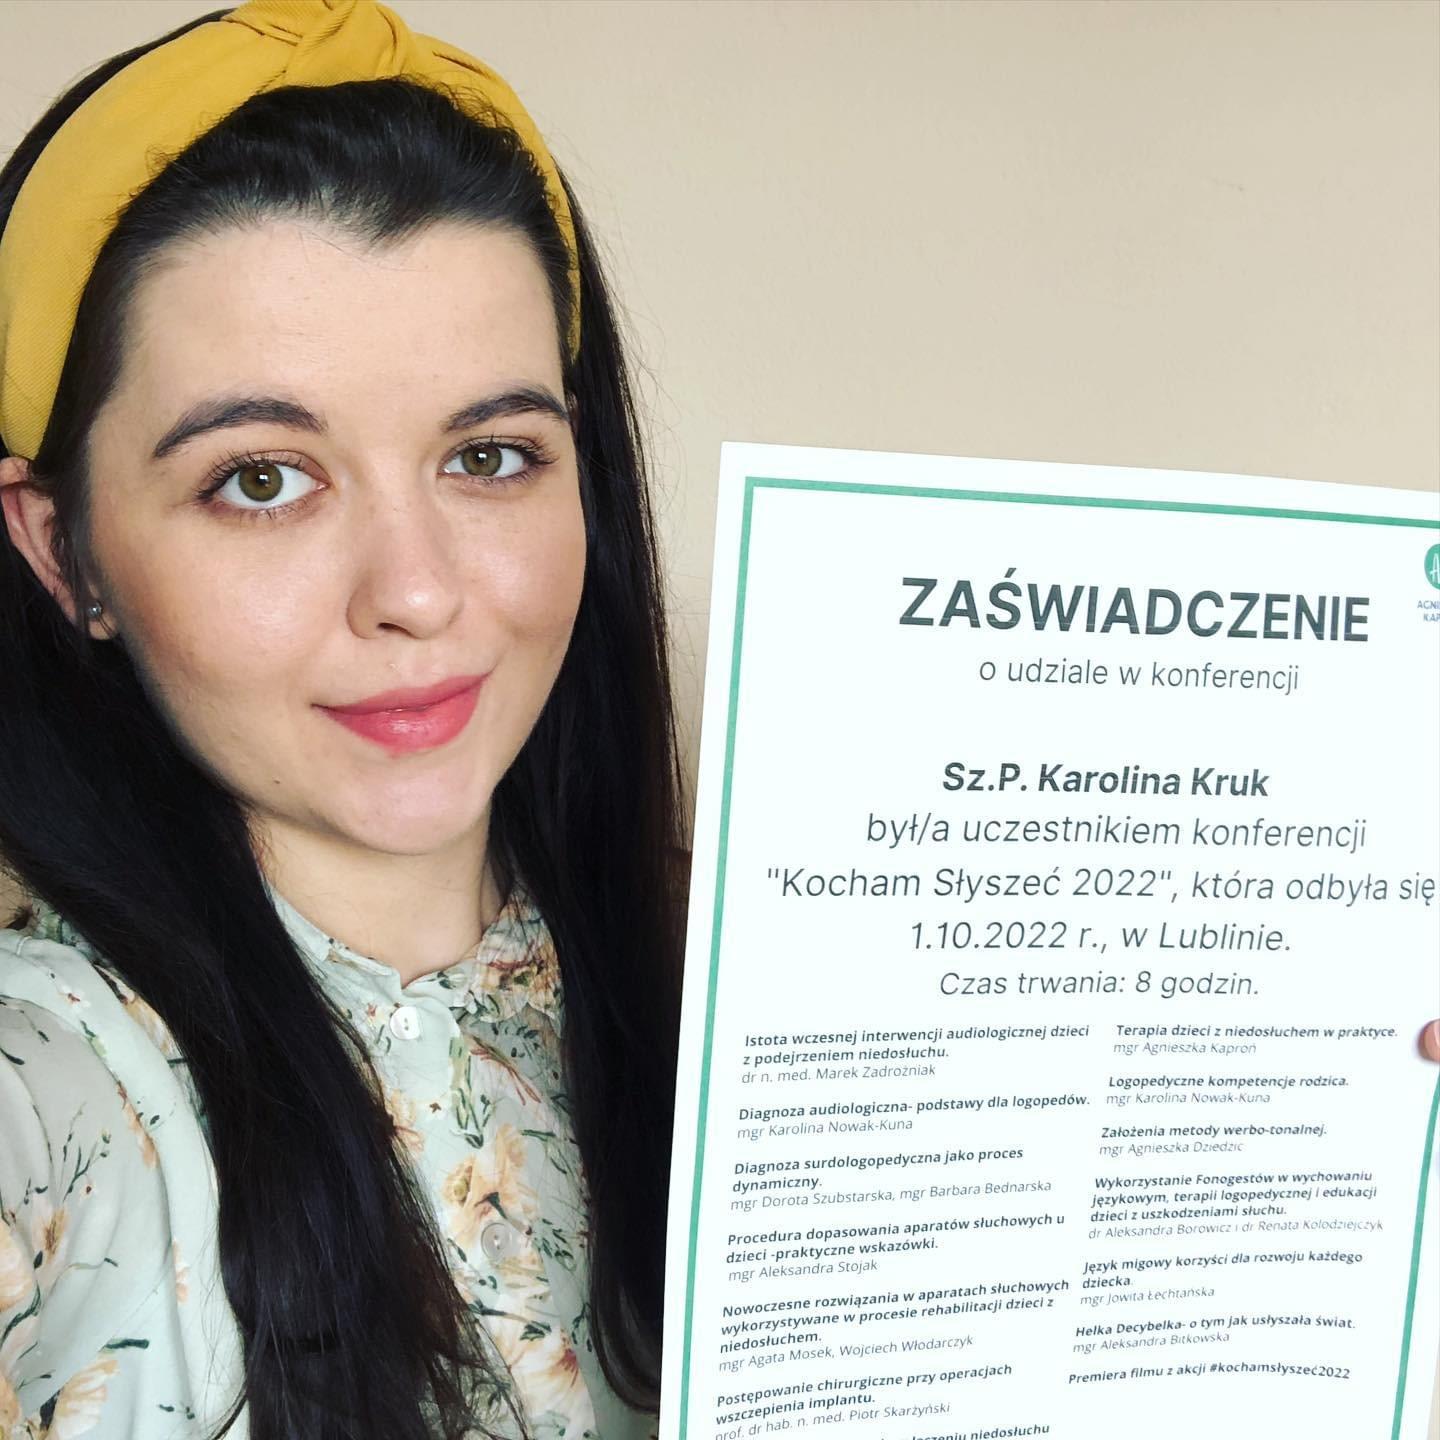 ZAŚWIADCZENIE
o udziale w konferencji
Sz.P. Karolina Kruk
był/a uczestnikiem konferencji
"Kocham Słyszeć 2022", która odbyła się
1.10.2022 r., w Lublinie.
Czas trwania: 8 godzin.
Istota wczesnej interwencji audiologicznej dzieci
z podejrzeniem niedosłuchu.
dr n. med. Marek Zadrożniak
Diagnoza audiologiczna- podstawy dla logopedów.
mgr Karolina Nowak-Kuna
Diagnoza surdologopedyczna jako proces
dynamiczny.
mgr Dorota Szubstarska, mgr Barbara Bednarska
Procedura dopasowania aparatów słuchowych u
dzieci -praktyczne wskazówki.
mgr Aleksandra Stojak
Nowoczesne rozwiązania w aparatach słuchowych
wykorzystywane w procesie rehabilitacji dzieci z
niedosłuchem.
mgr Agata Mosek, Wojciech Włodarczyk
Postępowanie chirurgiczne przy operacjach
wszczepienia implantu.
prof. dr hab. n. med. Piotr Skarżyński
leczeniu niedosłuchu
Terapia dzieci z niedosłuchem w praktyce.
mgr Agnieszka Kaproń
Logopedyczne kompetencje rodzica.
mgr Karolina Nowak-Kuna
Założenia metody werbo-tonalnej.
mgr Agnieszka Dziedzic
Wykorzystanie Fonogestów w wychowaniu
językowym, terapii logopedycznej i edukacji
dzieci z uszkodzeniami słuchu.
dr Aleksandra Borowicz i dr Renata Kołodziejczyk
Język migowy korzyści dla rozwoju każdego
dziecka.
mgr Jowita Łechtańska
Helka Decybelka- o tym jak usłyszała świat.
mgr Aleksandra Bitkowska
Premiera filmu z akcji #kochamsłyszeć2022